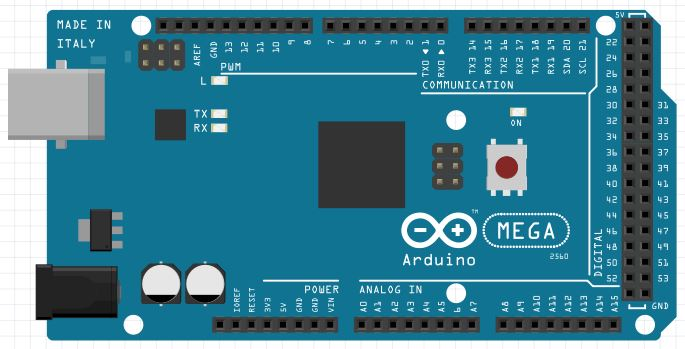 MADE IN
ITALY
AREF
GND
13
12
11
10
9
8
7
6
5
4
3
2
TX0 ◄ 1
RX0 ► 0
TX3 14
RX3 15
TX2 16
RX2 17
TX1 18
RX1 19
SDA 20
SCL 21
5V
PWM
COMMUNICATION
L
TX
RX
ON
22
24
26
28
30 31
32 33
34 35
36 37
38 39
40 41
42 43
44 45
46 47
48 49
50 51
52 53
GND
DIGITAL
TM
Arduino
MEGA
2560
POWER
ANALOG IN
IOREF
RESET
3V3
5V
GND
GND
VIN
A0
A1
A2
A3
A4
A5
6
A7
A8
A9
A10
A11
A12
A13
A14
A15